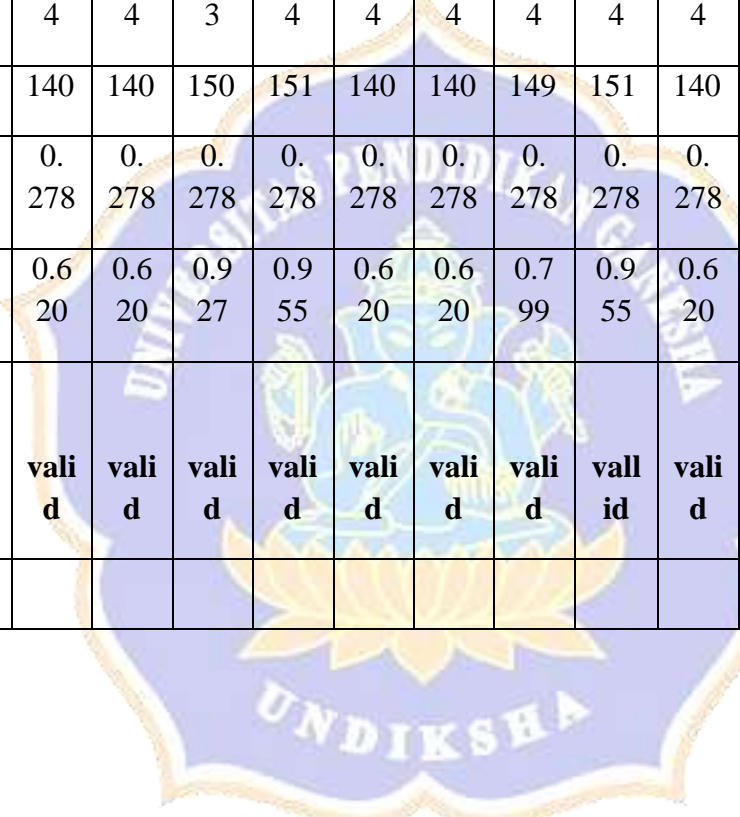 4 4 3 4 4 4 4 4 4
140 140 150 151 140 140 149 151 140
0. 0. 0. 0. 0. 0. 0. 0. 0.
278 278 278 278 278 278 278 278 278
0.6 0.6 0.9 0.9 0.6 0.6 0.7 0.9 0.6
20 20 27 55 20 20 99 55 20
vali vali vali vali vali vali vali vall vali
d d d d d d d id d
UNIVERSITAS PENDIDIKAN GANESHA
UNDIKSHA